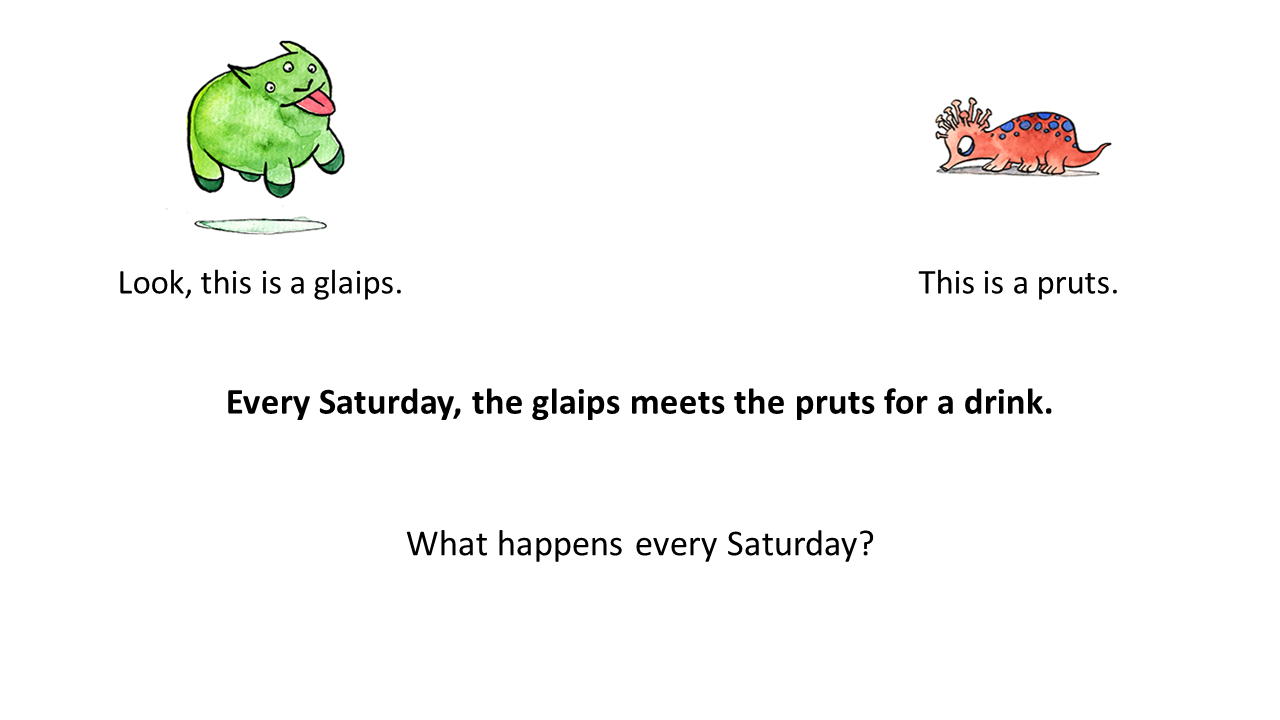 Look, this is a glaips.
This is a pruts.
Every Saturday, the glaips meets the pruts for a drink.
What happens every Saturday?